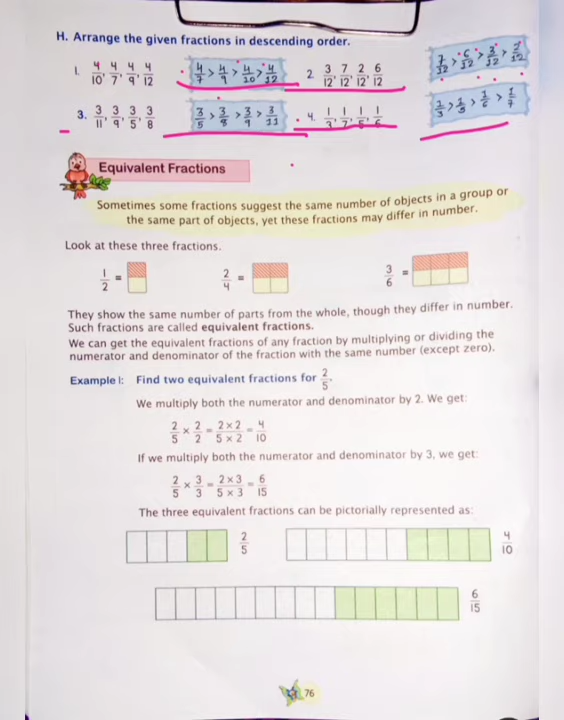 H. Arrange the given fractions in descending order.
1. 4/10, 4/7, 4/9, 4/12   4/7 > 4/9 > 4/10 > 4/12   2. 3/12, 7/12, 2/12, 6/12   7/12 > 6/12 > 3/12 > 2/12
3. 3/11, 3/9, 3/5, 3/8   3/5 > 3/8 > 3/9 > 3/11   4. 1/3, 1/7, 1/5, 1/6
Equivalent Fractions
Sometimes some fractions suggest the same number of objects in a group or
the same part of objects, yet these fractions may differ in number.
Look at these three fractions.
1/2 =   2/4 =   3/6 =
They show the same number of parts from the whole, though they differ in number.
Such fractions are called equivalent fractions.
We can get the equivalent fractions of any fraction by multiplying or dividing the
numerator and denominator of the fraction with the same number (except zero).
Example 1: Find two equivalent fractions for 2/5.
We multiply both the numerator and denominator by 2. We get:
2/5 × 2/2 = 2×2/5×2 = 4/10
If we multiply both the numerator and denominator by 3, we get:
2/5 × 3/3 = 2×3/5×3 = 6/15
The three equivalent fractions can be pictorially represented as:
2/5   4/10
6/15
76